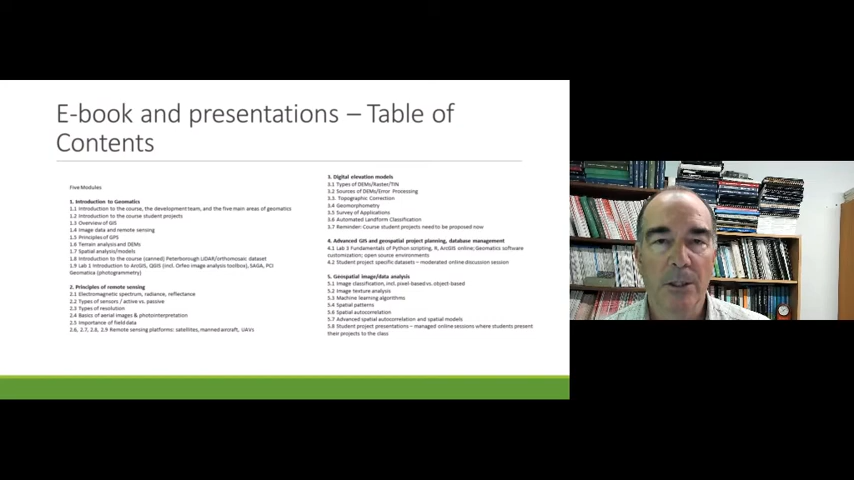 E-book and presentations – Table of
Contents
Five Modules
1. Introduction to Geomatics
1.1 Introduction to the course, the development team, and the five main areas of geomatics
1.2 Introduction to the course student projects
1.3 Overview of GIS
1.4 Image data and remote sensing
1.5 Principles of GPS
1.6 Terrain analysis and DEMs
1.7 Spatial analysis/models
1.8 Introduction to the course (canned) Peterborough LiDAR/orthomosaic dataset
1.9 Lab 1 Introduction to ArcGIS, QGIS (incl. Orfeo image analysis toolbox), SAGA, PCI
Geomatica (photogrammetry)
2. Principles of remote sensing
2.1 Electromagnetic spectrum, radiance, reflectance
2.2 Types of sensors / active vs. passive
2.3 Types of resolution
2.4 Basics of aerial images & photointerpretation
2.5 Importance of field data
2.6, 2.7, 2.8, 2.9 Remote sensing platforms: satellites, manned aircraft, UAVs
3. Digital elevation models
3.1 Types of DEMs/Raster/TIN
3.2 Sources of DEMs/Error Processing
3.3. Topographic Correction
3.4 Geomorphometry
3.5 Survey of Applications
3.6 Automated Landform Classification
3.7 Reminder: Course student projects need to be proposed now
4. Advanced GIS and geospatial project planning, database management
4.1 Lab 3 Fundamentals of Python scripting, R, ArcGIS online; Geomatics software
customisation; open source environments
4.2 Student project specific datasets – moderated online discussion session
5. Geospatial image/data analysis
5.1 Image classification, incl. pixel-based vs. object-based
5.2 Image texture analysis
5.3 Machine learning algorithms
5.4 Spatial patterns
5.6 Spatial autocorrelation
5.7 Advanced spatial autocorrelation and spatial models
5.8 Student project presentations – managed online sessions where students present
their projects to the class